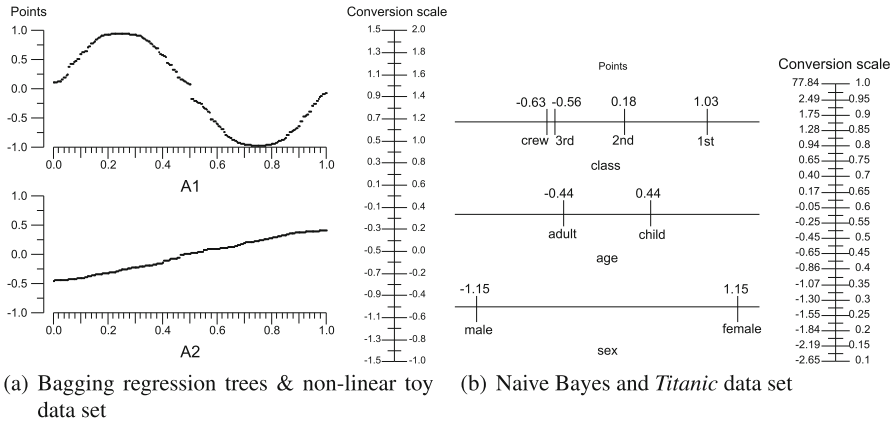 Points
1.0
0.5
0.0
-0.5
-1.0
0.0 0.2 0.4 0.6 0.8 1.0
A1
1.0
0.5
0.0
-0.5
-1.0
0.0 0.2 0.4 0.6 0.8 1.0
A2
Conversion scale
1.5 2.0
1.3 1.8
1.1 1.6
0.9 1.4
0.7 1.2
0.5 1.0
0.3 0.8
0.1 0.6
-0.1 0.4
-0.3 0.2
-0.5 0.0
-0.7 -0.2
-0.9 -0.4
-1.1 -0.6
-1.3 -0.8
-1.5 -1.0
(a) Bagging regression trees & non-linear toy
data set
Points
-0.63 -0.56 0.18 1.03
crew 3rd 2nd 1st
class
-0.44 0.44
adult child
age
-1.15 1.15
male female
sex
Conversion scale
77.84 1.0
2.49 0.95
1.75 0.9
1.28 0.85
0.94 0.8
0.65 0.75
0.40 0.7
0.17 0.65
-0.05 0.6
-0.25 0.55
-0.45 0.5
-0.65 0.45
-0.86 0.4
-1.07 0.35
-1.30 0.3
-1.55 0.25
-1.84 0.2
-2.19 0.15
-2.65 0.1
(b) Naive Bayes and Titanic data set